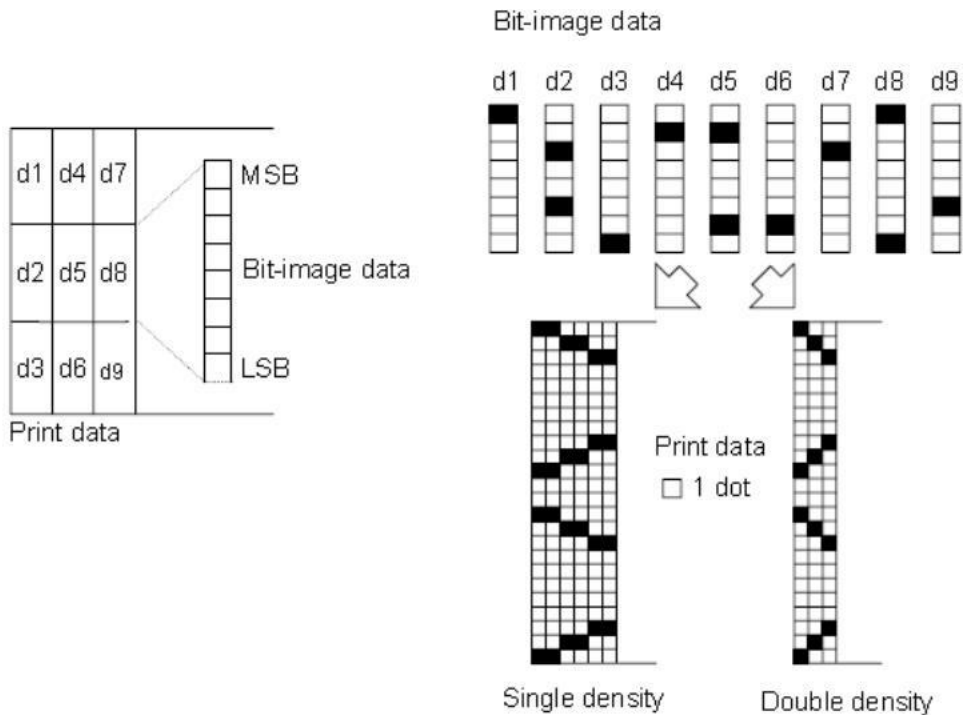 Bit-image data
d1 d2 d3 d4 d5 d6 d7 d8 d9
d1 d4 d7
d2 d5 d8
d3 d6 d9
Print data
MSB
Bit-image data
LSB
Print data
1 dot
Single density
Double density